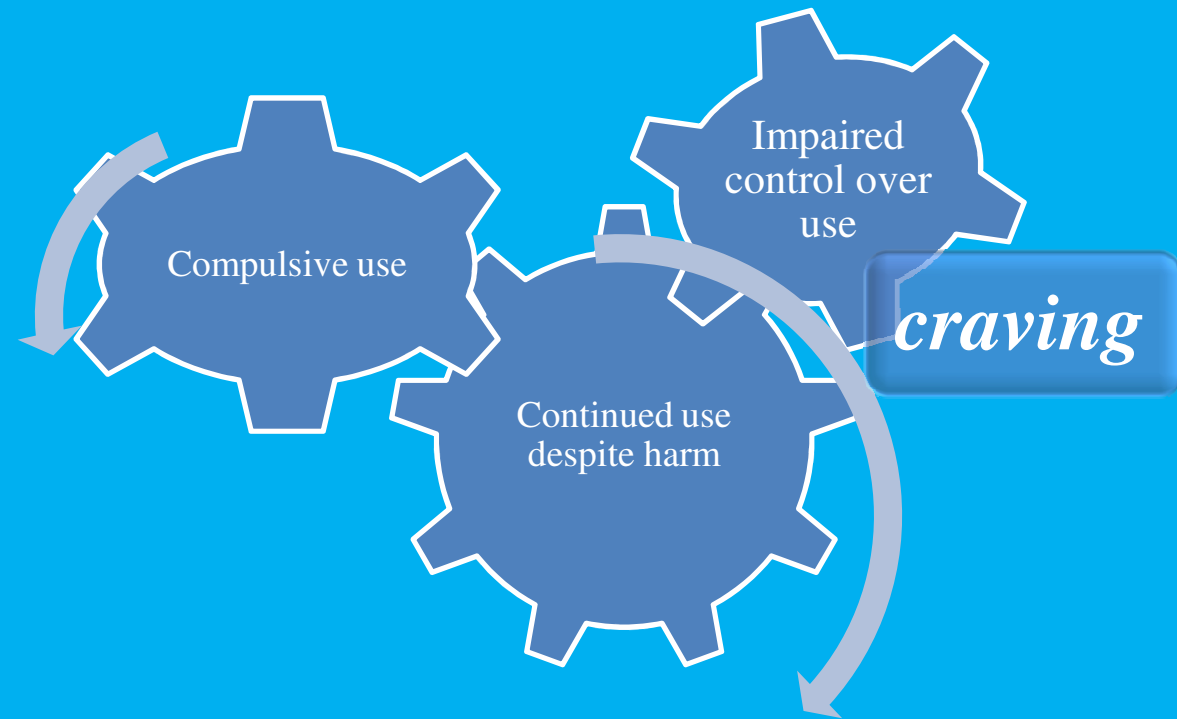 Impaired
control over
use
Compulsive use
craving
Continued use
despite harm